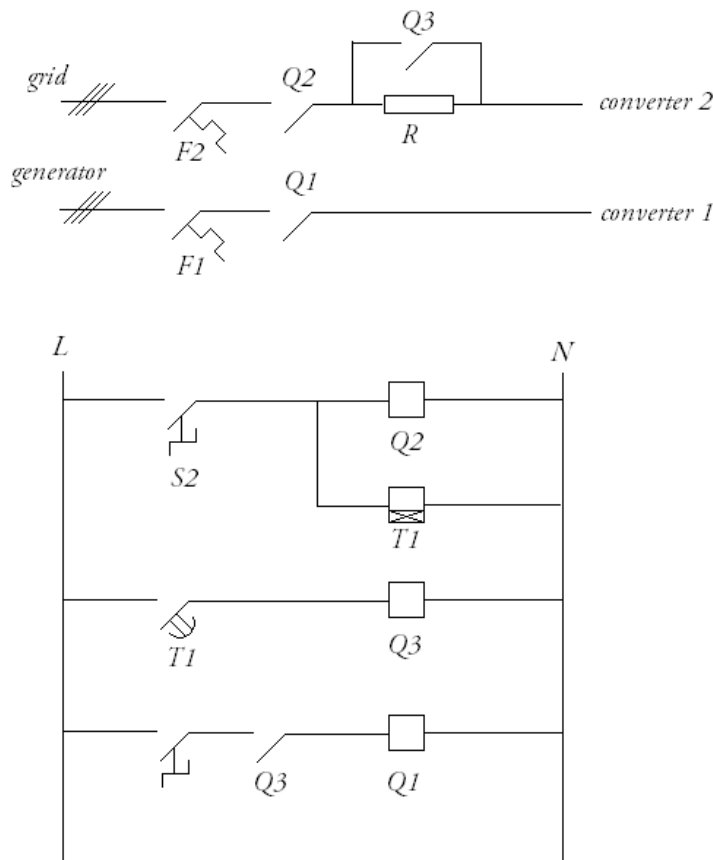 Q3
grid
Q2
converter 2
R
F2
generator
Q1
converter 1
F1
L
N
Q2
S2
T1
T1
Q3
Q3
Q1